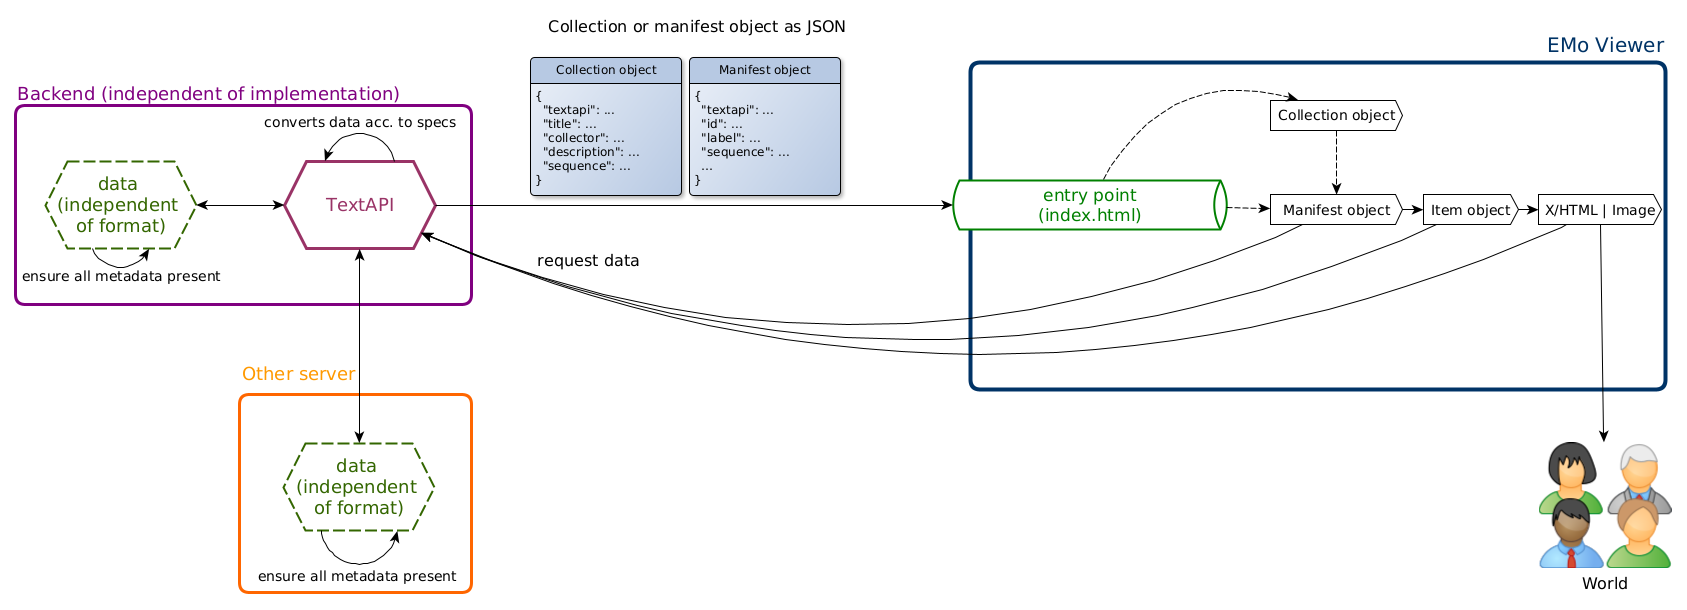 Collection or manifest object as JSON
EMo Viewer
Backend (independent of implementation)
converts data acc. to specs
data
(independent
of format)
TextAPI
ensure all metadata present
Collection object
{
"textapi": ...
"title": ...
"collector": ...
"description": ...
"sequence": ...
}
Manifest object
{
"textapi": ...
"id": ...
"label": ...
"sequence": ...
...
}
entry point
(index.html)
Collection object
Manifest object
Item object
X/HTML | Image
request data
Other server
data
(independent
of format)
ensure all metadata present
World